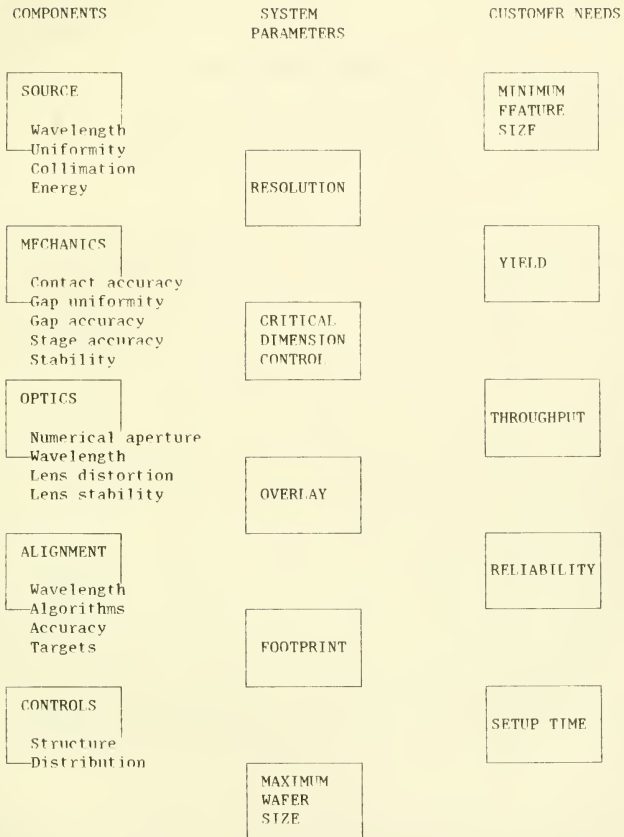 COMPONENTS
SYSTEM
PARAMETERS
CUSTOMER NEEDS
SOURCE
Wavelength
Uniformity
Collimation
Energy
MECHANICS
Contact accuracy
Gap uniformity
Gap accuracy
Stage accuracy
Stability
OPTICS
Numerical aperture
Wavelength
Lens distortion
Lens stability
ALIGNMENT
Wavelength
Algorithms
Accuracy
Targets
CONTROLS
Structure
Distribution
RESOLUTION
CRITICAL
DIMENSION
CONTROL
OVERLAY
FOOTPRINT
MAXIMUM
WAFER
SIZE
MINIMUM
FEATURE
SIZE
YIELD
THROUGHPUT
RELIABILITY
SETUP TIME